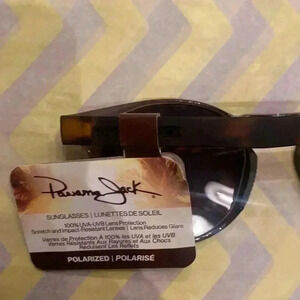 Panama Jack
SUNGLASSES | LUNETTES DE SOLEIL
100% UVA-UVB Lens Protection
Scratch and Impact-Resistant Lenses | Lens Reduces Glare
Verres de Protection À 100% les UVA et les UVB
Verres Résistants Aux Rayures et Aux Chocs
Réduisent Les Reflets
POLARIZED | POLARISÉ